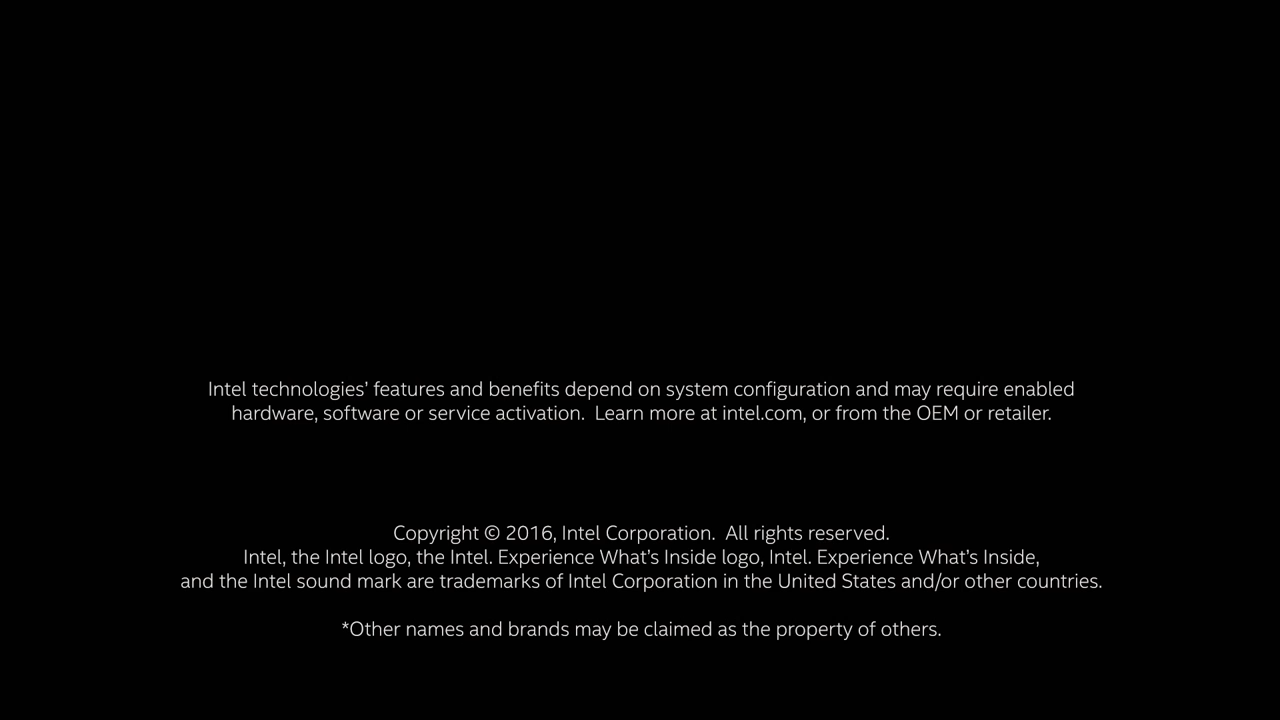 Intel technologies’ features and benefits depend on system configuration and may require enabled
hardware, software or service activation.  Learn more at intel.com, or from the OEM or retailer.
Copyright © 2016, Intel Corporation.  All rights reserved.
Intel, the Intel logo, the Intel. Experience What’s Inside logo, Intel. Experience What’s Inside,
and the Intel sound mark are trademarks of Intel Corporation in the United States and/or other countries.
*Other names and brands may be claimed as the property of others.